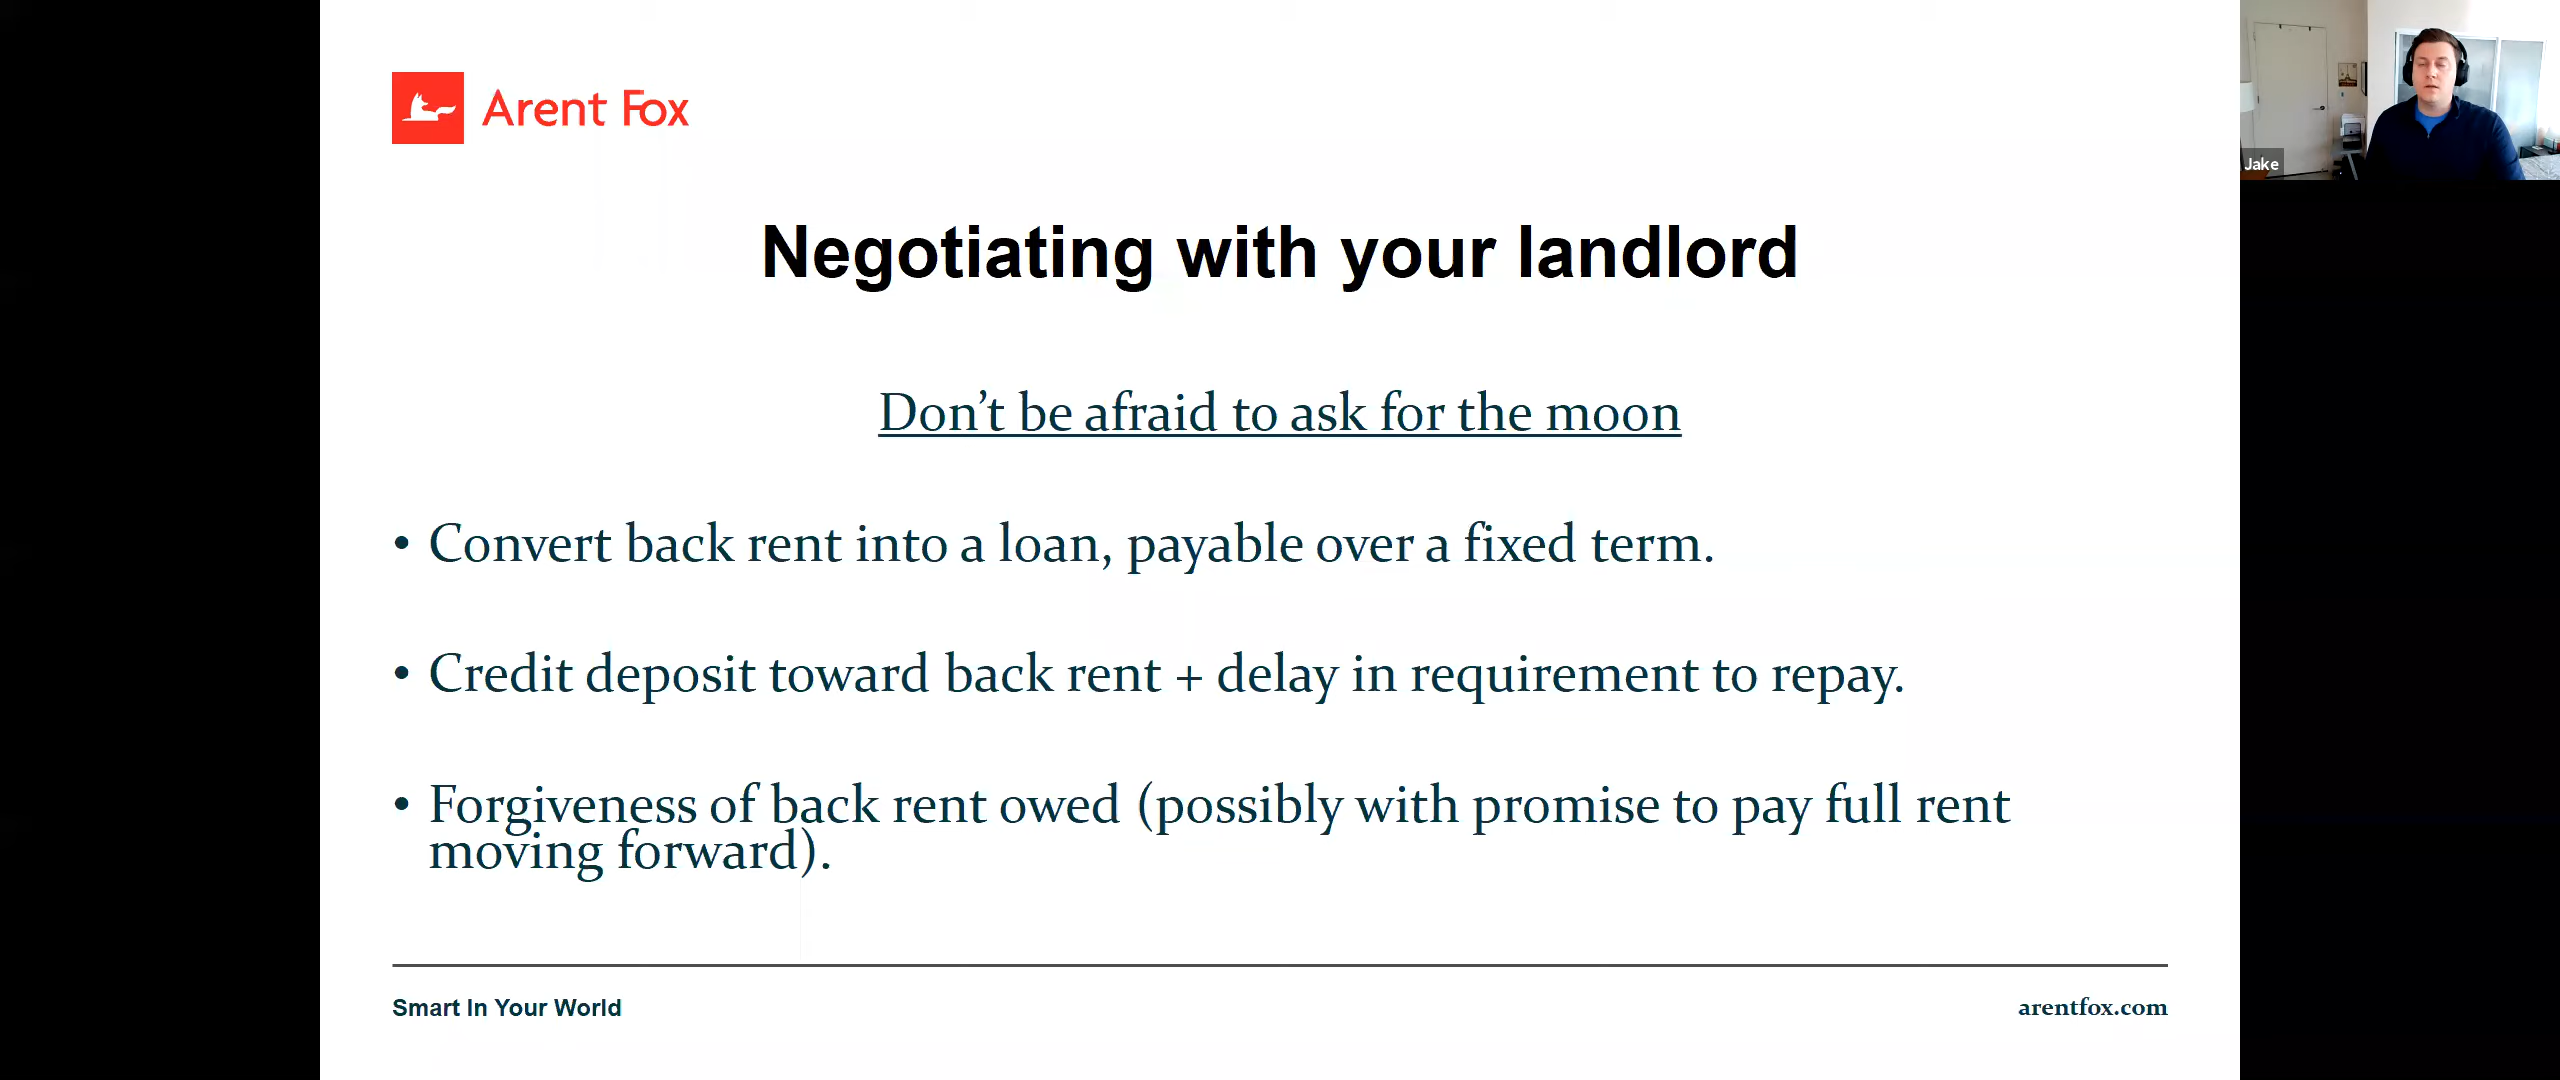 Arent Fox
Jake
Negotiating with your landlord
Don’t be afraid to ask for the moon
• Convert back rent into a loan, payable over a fixed term.
• Credit deposit toward back rent + delay in requirement to repay.
• Forgiveness of back rent owed (possibly with promise to pay full rent
moving forward).
Smart In Your World
arentfox.com